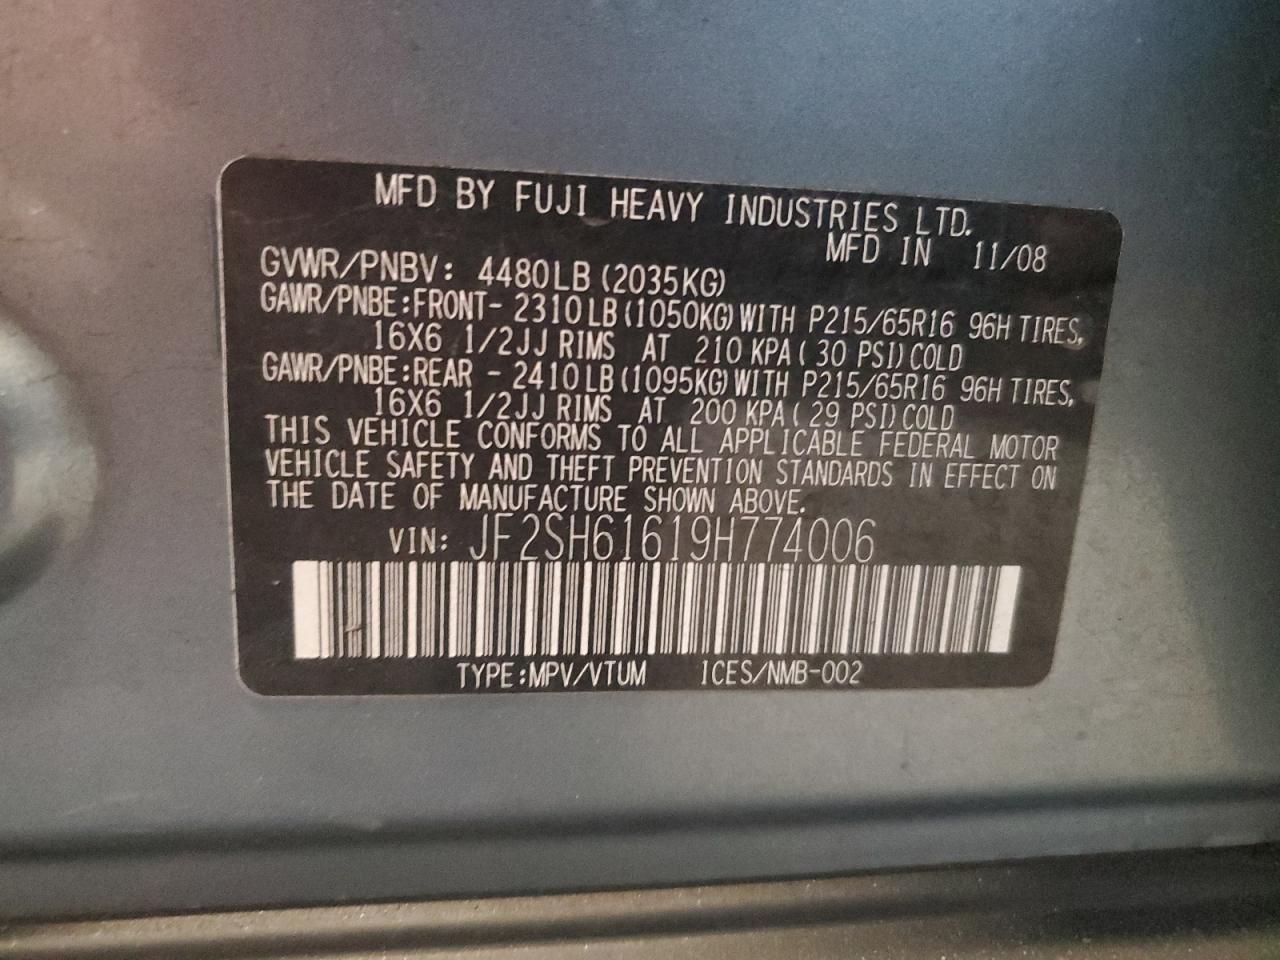 MFD BY FUJI HEAVY INDUSTRIES LTD.
MFD IN 11/08
GVWR/PNBV: 4480LB (2035KG)
GAWR/PNBE:FRONT- 2310LB(1050KG)WITH P215/65R16 96H TIRES,
16X6 1/2JJ RIMS AT 210 KPA( 30 PSI)COLD
GAWR/PNBE:REAR - 2410LB(1095KG)WITH P215/65R16 96H TIRES,
16X6 1/2JJ RIMS AT 200 KPA( 29 PSI)COLD
THIS VEHICLE CONFORMS TO ALL APPLICABLE FEDERAL MOTOR
VEHICLE SAFETY AND THEFT PREVENTION STANDARDS IN EFFECT ON
THE DATE OF MANUFACTURE SHOWN ABOVE.
VIN: JF2SH61619H774006
TYPE:MPV/VTUM ICES/NMB-002